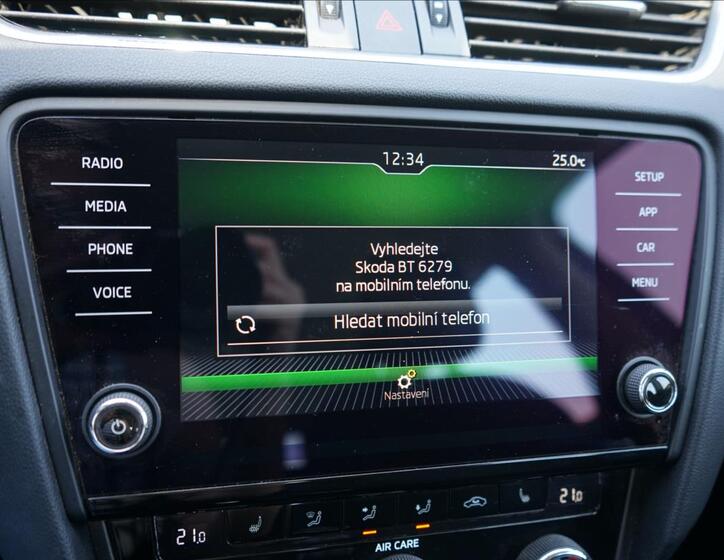 12:34
25.0°C
RADIO
MEDIA
PHONE
VOICE
SETUP
APP
CAR
MENU
Vyhledejte
Skoda BT 6279
na mobilním telefonu.
Hledat mobilní telefon
Nastavení
21.0
21.0
AIR CARE